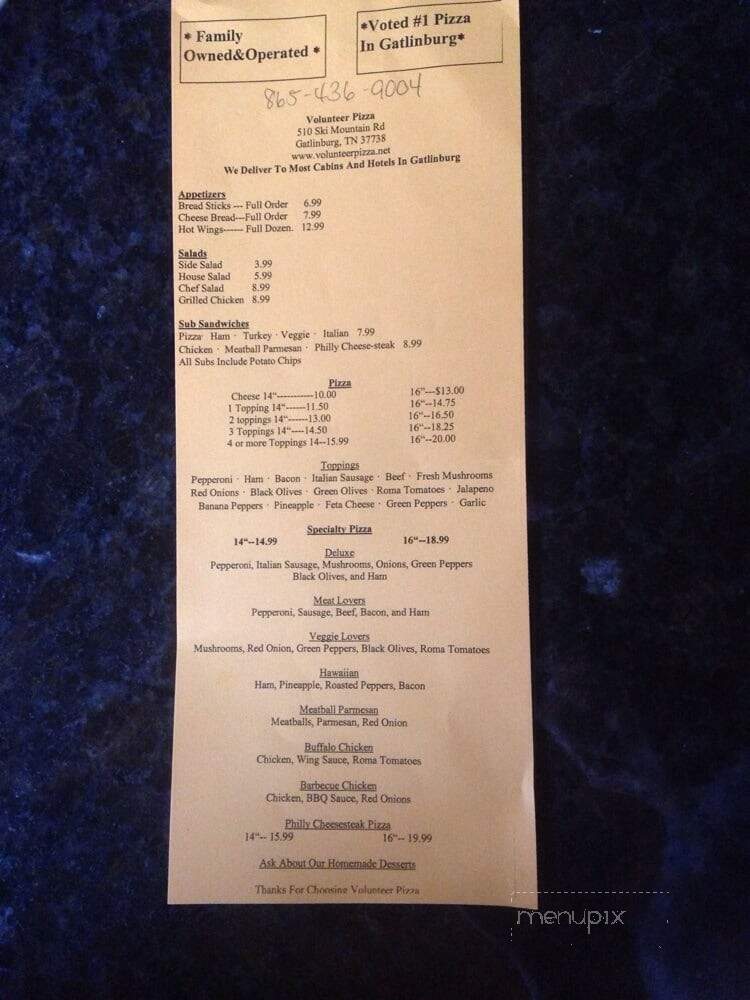 * Family
Owned&Operated *
*Voted #1 Pizza
In Gatlinburg*
865-436-9004
Volunteer Pizza
510 Ski Mountain Rd
Gatlinburg, TN 37738
www.volunteerpizza.net
We Deliver To Most Cabins And Hotels In Gatlinburg
Appetizers
Bread Sticks --- Full Order 6.99
Cheese Bread---Full Order 7.99
Hot Wings------ Full Dozen. 12.99
Salads
Side Salad 3.99
House Salad 5.99
Chef Salad 8.99
Grilled Chicken 8.99
Sub Sandwiches
Pizza· Ham · Turkey · Veggie · Italian 7.99
Chicken · Meatball Parmesan · Philly Cheese-steak 8.99
All Subs Include Potato Chips
Pizza
Cheese 14"-----------10.00 16"---$13.00
1 Topping 14"------11.50 16"--14.75
2 toppings 14"------13.00 16"--16.50
3 Toppings 14"----14.50 16"--18.25
4 or more Toppings 14--15.99 16"--20.00
Toppings
Pepperoni · Ham · Bacon · Italian Sausage · Beef · Fresh Mushrooms
Red Onions · Black Olives · Green Olives · Roma Tomatoes · Jalapeno
Banana Peppers · Pineapple · Feta Cheese · Green Peppers · Garlic
Specialty Pizza
14"--14.99 16"--18.99
Deluxe
Pepperoni, Italian Sausage, Mushrooms, Onions, Green Peppers
Black Olives, and Ham
Meat Lovers
Pepperoni, Sausage, Beef, Bacon, and Ham
Veggie Lovers
Mushrooms, Red Onion, Green Peppers, Black Olives, Roma Tomatoes
Hawaiian
Ham, Pineapple, Roasted Peppers, Bacon
Meatball Parmesan
Meatballs, Parmesan, Red Onion
Buffalo Chicken
Chicken, Wing Sauce, Roma Tomatoes
Barbecue Chicken
Chicken, BBQ Sauce, Red Onions
Philly Cheesesteak Pizza
14"-- 15.99 16"-- 19.99
Ask About Our Homemade Desserts
Thanks For Choosing Volunteer Pizza
menupix